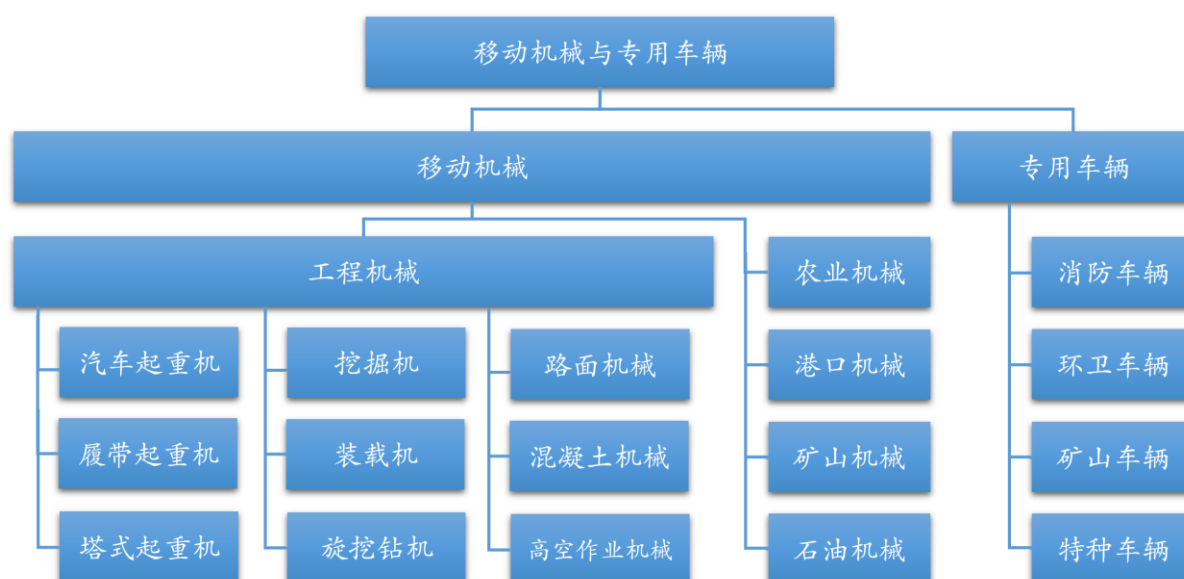 移动机械与专用车辆
移动机械
专用车辆
工程机械
农业机械
消防车辆
汽车起重机
挖掘机
路面机械
港口机械
环卫车辆
履带起重机
装载机
混凝土机械
矿山机械
矿山车辆
塔式起重机
旋挖钻机
高空作业机械
石油机械
特种车辆